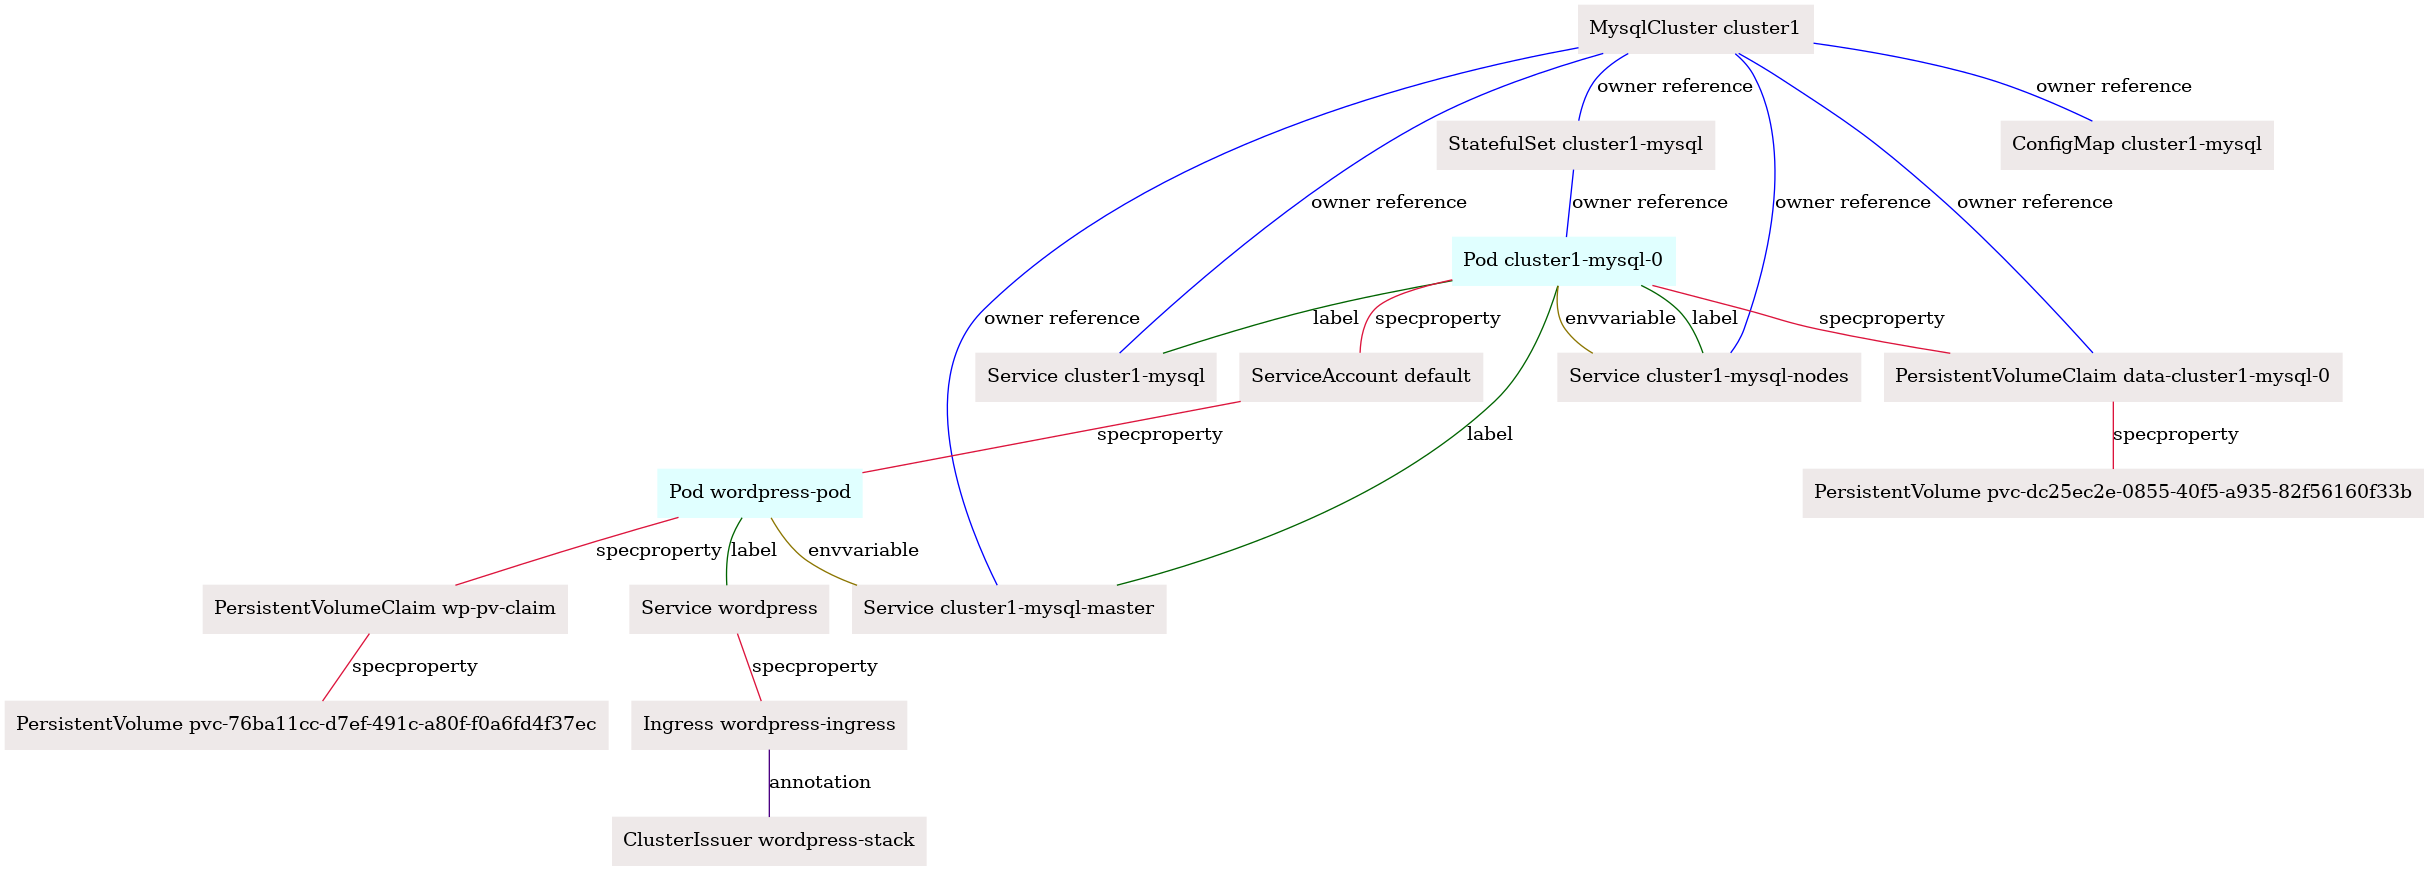 MysqlCluster cluster1
owner reference
owner reference
StatefulSet cluster1-mysql
ConfigMap cluster1-mysql
owner reference
owner reference
owner reference
owner reference
Pod cluster1-mysql-0
owner reference
label
specproperty
envvariable
label
specproperty
Service cluster1-mysql
ServiceAccount default
Service cluster1-mysql-nodes
PersistentVolumeClaim data-cluster1-mysql-0
specproperty
label
specproperty
Pod wordpress-pod
PersistentVolume pvc-dc25ec2e-0855-40f5-a935-82f56160f33b
specproperty
label
envvariable
PersistentVolumeClaim wp-pv-claim
Service wordpress
Service cluster1-mysql-master
specproperty
specproperty
PersistentVolume pvc-76ba11cc-d7ef-491c-a80f-f0a6fd4f37ec
Ingress wordpress-ingress
annotation
ClusterIssuer wordpress-stack